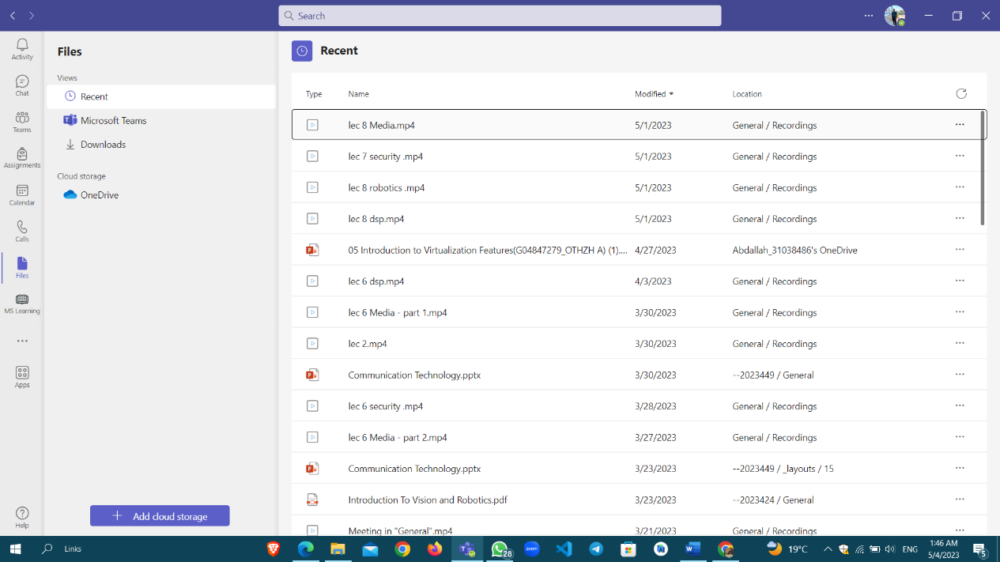 Search
Activity
Chat
Teams
Assignments
Calendar
Calls
Files
MS Learning
Apps
Help
Files
Views
Recent
Microsoft Teams
Downloads
Cloud storage
OneDrive
Add cloud storage
Recent
Type Name Modified Location
lec 8 Media.mp4 5/1/2023 General / Recordings
lec 7 security .mp4 5/1/2023 General / Recordings
lec 8 robotics .mp4 5/1/2023 General / Recordings
lec 8 dsp.mp4 5/1/2023 General / Recordings
05 Introduction to Virtualization Features(G04847279_OTHZH A) (1).... 4/27/2023 Abdallah_31038486's OneDrive
lec 6 dsp.mp4 4/3/2023 General / Recordings
lec 6 Media - part 1.mp4 3/30/2023 General / Recordings
lec 2.mp4 3/30/2023 General / Recordings
Communication Technology.pptx 3/30/2023 --2023449 / General
lec 6 security .mp4 3/28/2023 General / Recordings
lec 6 Media - part 2.mp4 3/27/2023 General / Recordings
Communication Technology.pptx 3/23/2023 --2023449 / _layouts / 15
Introduction To Vision and Robotics.pdf 3/23/2023 --2023424 / General
Meeting in "General".mp4 3/21/2023 General / Recordings
Links
28
zoom
19°C
ENG
1:46 AM
5/4/2023
5